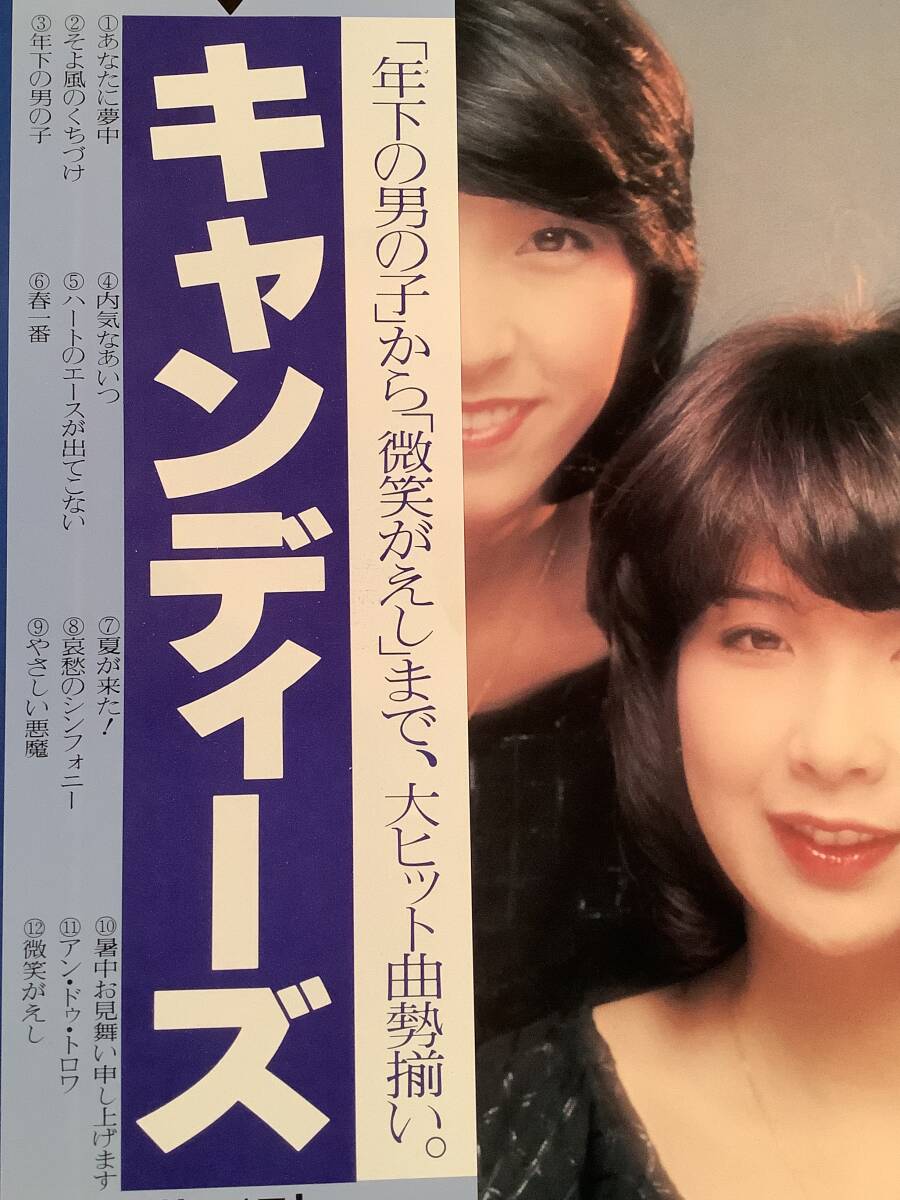 「年下の男の子」から「微笑がえし」まで、大ヒット曲勢揃い。
キャンディーズ
①あなたに夢中
②そよ風のくちづけ
③年下の男の子
④内気なあいつ
⑤ハートのエースが出てこない
⑥春一番
⑦夏が来た!
⑧哀愁のシンフォニー
⑨やさしい悪魔
⑩暑中お見舞い申し上げます
⑪アン・ドゥ・トロワ
⑫微笑がえし